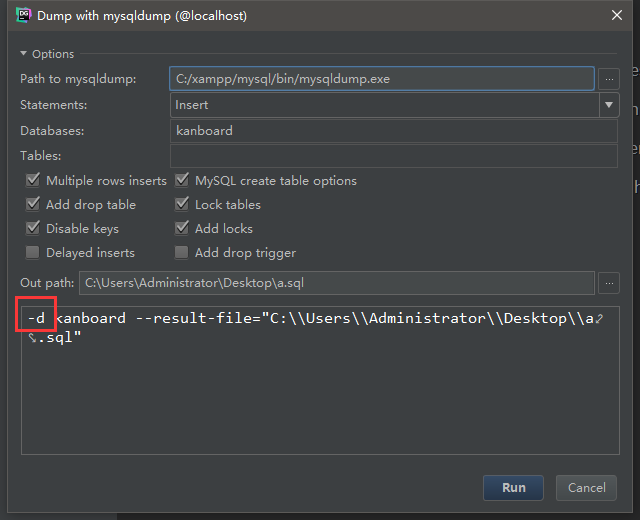 DG
Dump with mysqldump (@localhost)
Options
Path to mysqldump: C:/xampp/mysql/bin/mysqldump.exe ...
Statements: Insert
Databases: kanboard
Tables:
Multiple rows inserts MySQL create table options
Add drop table Lock tables
Disable keys Add locks
Delayed inserts Add drop trigger
Out path: C:\Users\Administrator\Desktop\a.sql ...
-d kanboard --result-file="C:\\Users\\Administrator\\Desktop\\a
.sql"
Run Cancel